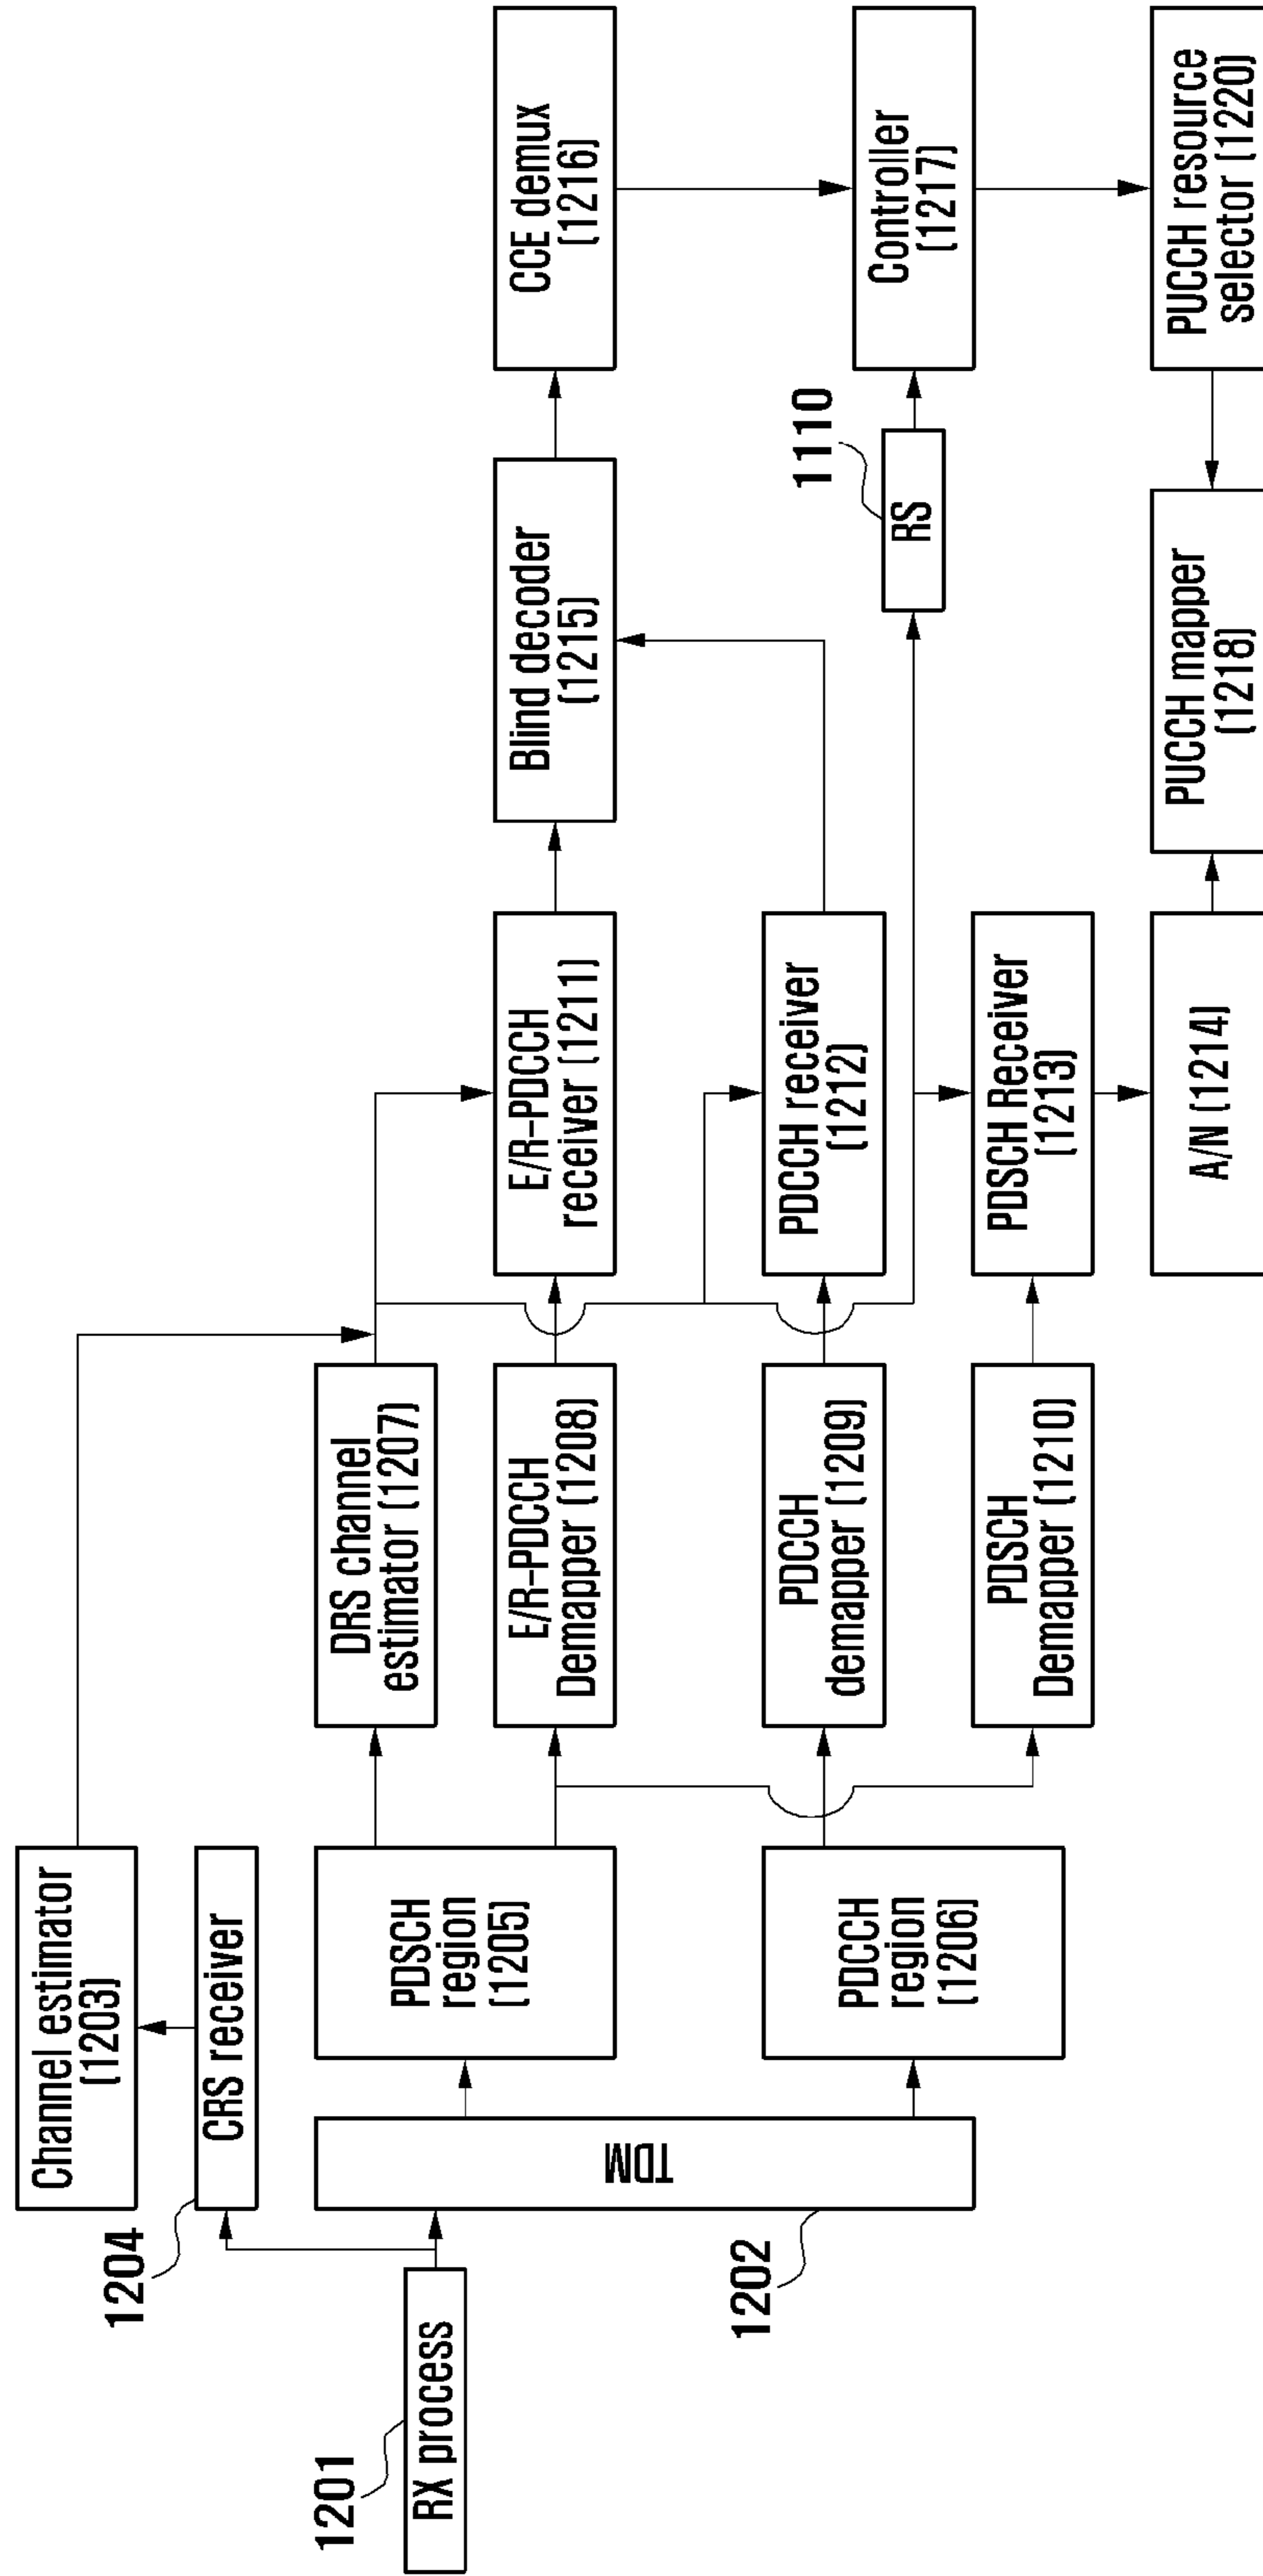 1201
RX process
1204
CRS receiver
Channel estimator
(1203)
TDM
1202
PDSCH
region
(1205)
PDCCH
region
(1206)
DRS channel
estimator (1207)
E/R-PDCCH
Demapper (1208)
PDCCH
demapper (1209)
PDSCH
Demapper (1210)
E/R-PDCCH
receiver (1211)
PDCCH receiver
(1212)
PDSCH Receiver
(1213)
A/N (1214)
Blind decoder
(1215)
CCE demux
(1216)
1110
RS
Controller
(1217)
PUCCH mapper
(1218)
PUCCH resource
selector (1220)